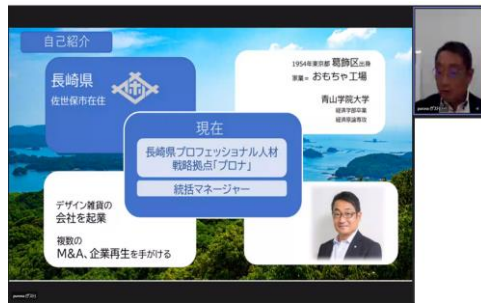 自己紹介
長崎県
佐世保市在住
1954年東京都 葛飾区出身
家業= おもちゃ工場
青山学院大学
経済学部卒業
現在
長崎県プロフェッショナル人材
戦略拠点「プロナ」
統括マネージャー
デザイン雑貨の
会社を起業
複数の
M&A、企業再生を手がける